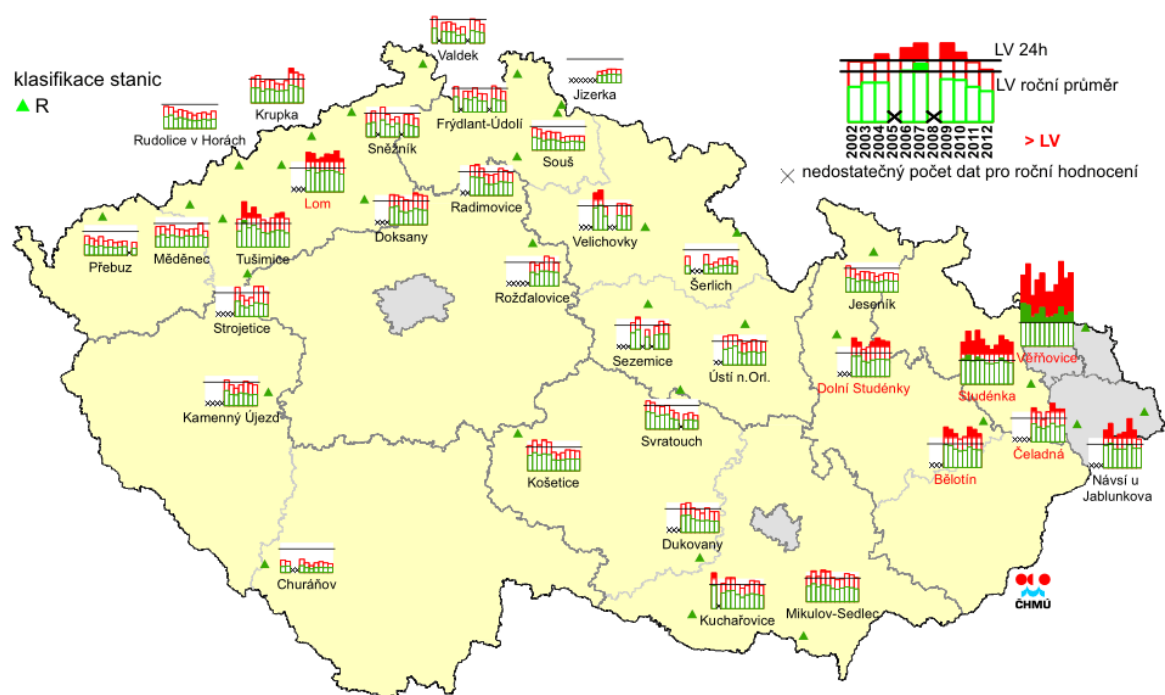 Valdek
LV 24h
klasifikace stanic
R
Jizerka
LV roční průměr
Krupka
Rudolice v Horách
Frýdlant-Údolí
Sněžník
Souš
2002
2003
2004
2005
2006
2007
2008
2009
2010
2011
2012
> LV
nedostatečný počet dat pro roční hodnocení
Lom
Radimovice
Doksany
Velichovky
Přebuz
Měděnec
Tušimice
Šerlich
Rožďalovice
Jeseník
Strojetice
Sezemice
Ústí n.Orl.
Věřňovice
Dolní Studénky
Studénka
Kamenný Újezd
Svratouch
Čeladná
Bělotín
Návsí u
Jablunkova
Košetice
Dukovany
Churáňov
Kuchařovice
Mikulov-Sedlec
ČHMÚ